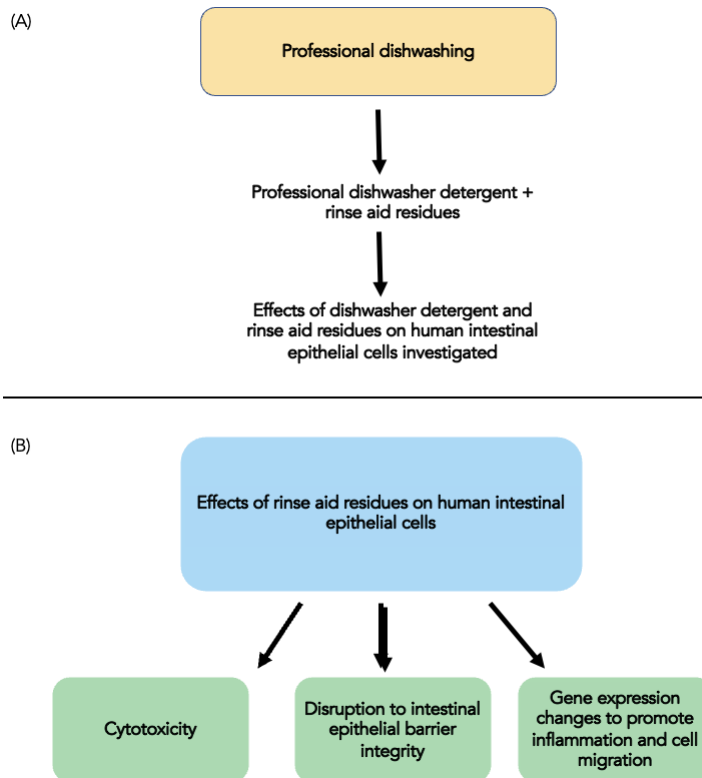 (A)
Professional dishwashing
Professional dishwasher detergent +
rinse aid residues
Effects of dishwasher detergent and
rinse aid residues on human intestinal
epithelial cells investigated
(B)
Effects of rinse aid residues on human intestinal
epithelial cells
Cytotoxicity
Disruption to intestinal
epithelial barrier
integrity
Gene expression
changes to promote
inflammation and cell
migration